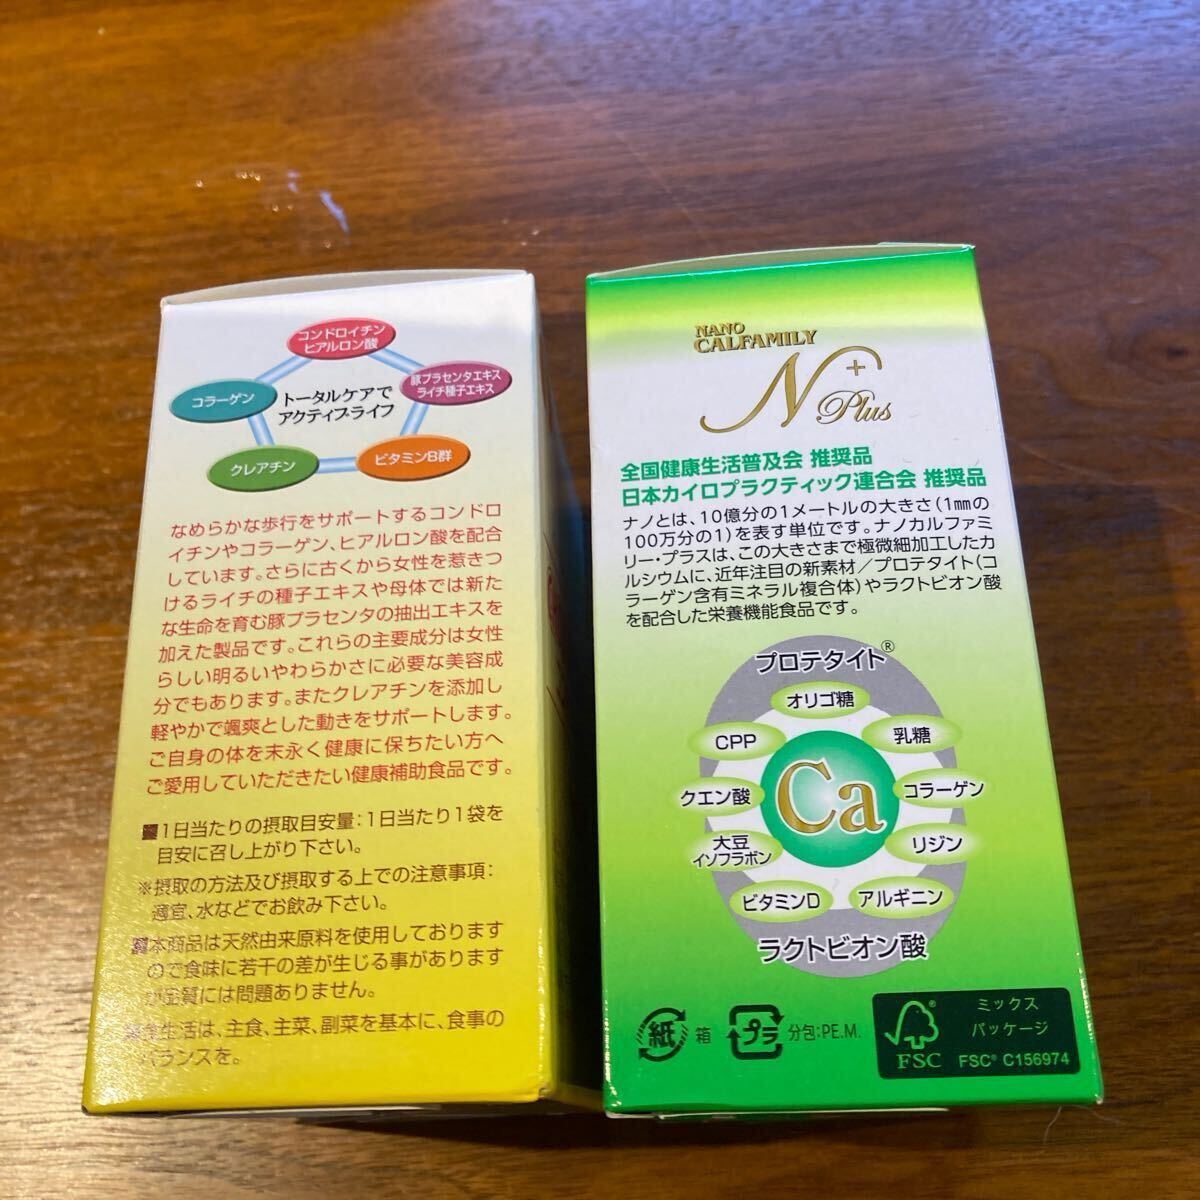 コンドロイチン
ヒアルロン酸
コラーゲン
トータルケアで
アクティブライフ
豚プラセンタエキス
ライチ種子エキス
クレアチン
ビタミンB群
なめらかな歩行をサポートするコンドロ
イチンやコラーゲン、ヒアルロン酸を配合
しています。さらに古くから女性を惹きつ
けるライチの種子エキスや母体では新た
な生命を育む豚プラセンタの抽出エキスを
加えた製品です。これらの主要成分は女性
らしい明るいやわらかさに必要な美容成
分でもあります。またクレアチンを添加し
軽やかで颯爽とした動きをサポートします。
ご自身の体を末永く健康に保ちたい方へ
ご愛用していただきたい健康補助食品です。
■1日当たりの摂取目安量:1日当たり1袋を
目安に召し上がり下さい。
※摂取の方法及び摂取する上での注意事項:
適宜、水などでお飲み下さい。
■本商品は天然由来原料を使用しております
ので食味に若干の差が生じる事があります
が品質には問題ありません。
■食生活は、主食、主菜、副菜を基本に、食事の
バランスを。
NANO
CALFAMILY
N+
Plus
全国健康生活普及会 推奨品
日本カイロプラクティック連合会 推奨品
ナノとは、10億分の1メートルの大きさ(1mmの
100万分の1)を表す単位です。ナノカルファミ
リー・プラスは、この大きさまで極微細加工したカ
ルシウムに、近年注目の新素材/プロテタイト(コ
ラーゲン含有ミネラル複合体)やラクトビオン酸
を配合した栄養機能食品です。
プロテタイト®
オリゴ糖
CPP
乳糖
クエン酸
Ca
コラーゲン
大豆
イソフラボン
リジン
ビタミンD
アルギニン
ラクトビオン酸
紙
箱
プラ
分包:PE.M.
FSC
ミックス
パッケージ
FSC® C156974